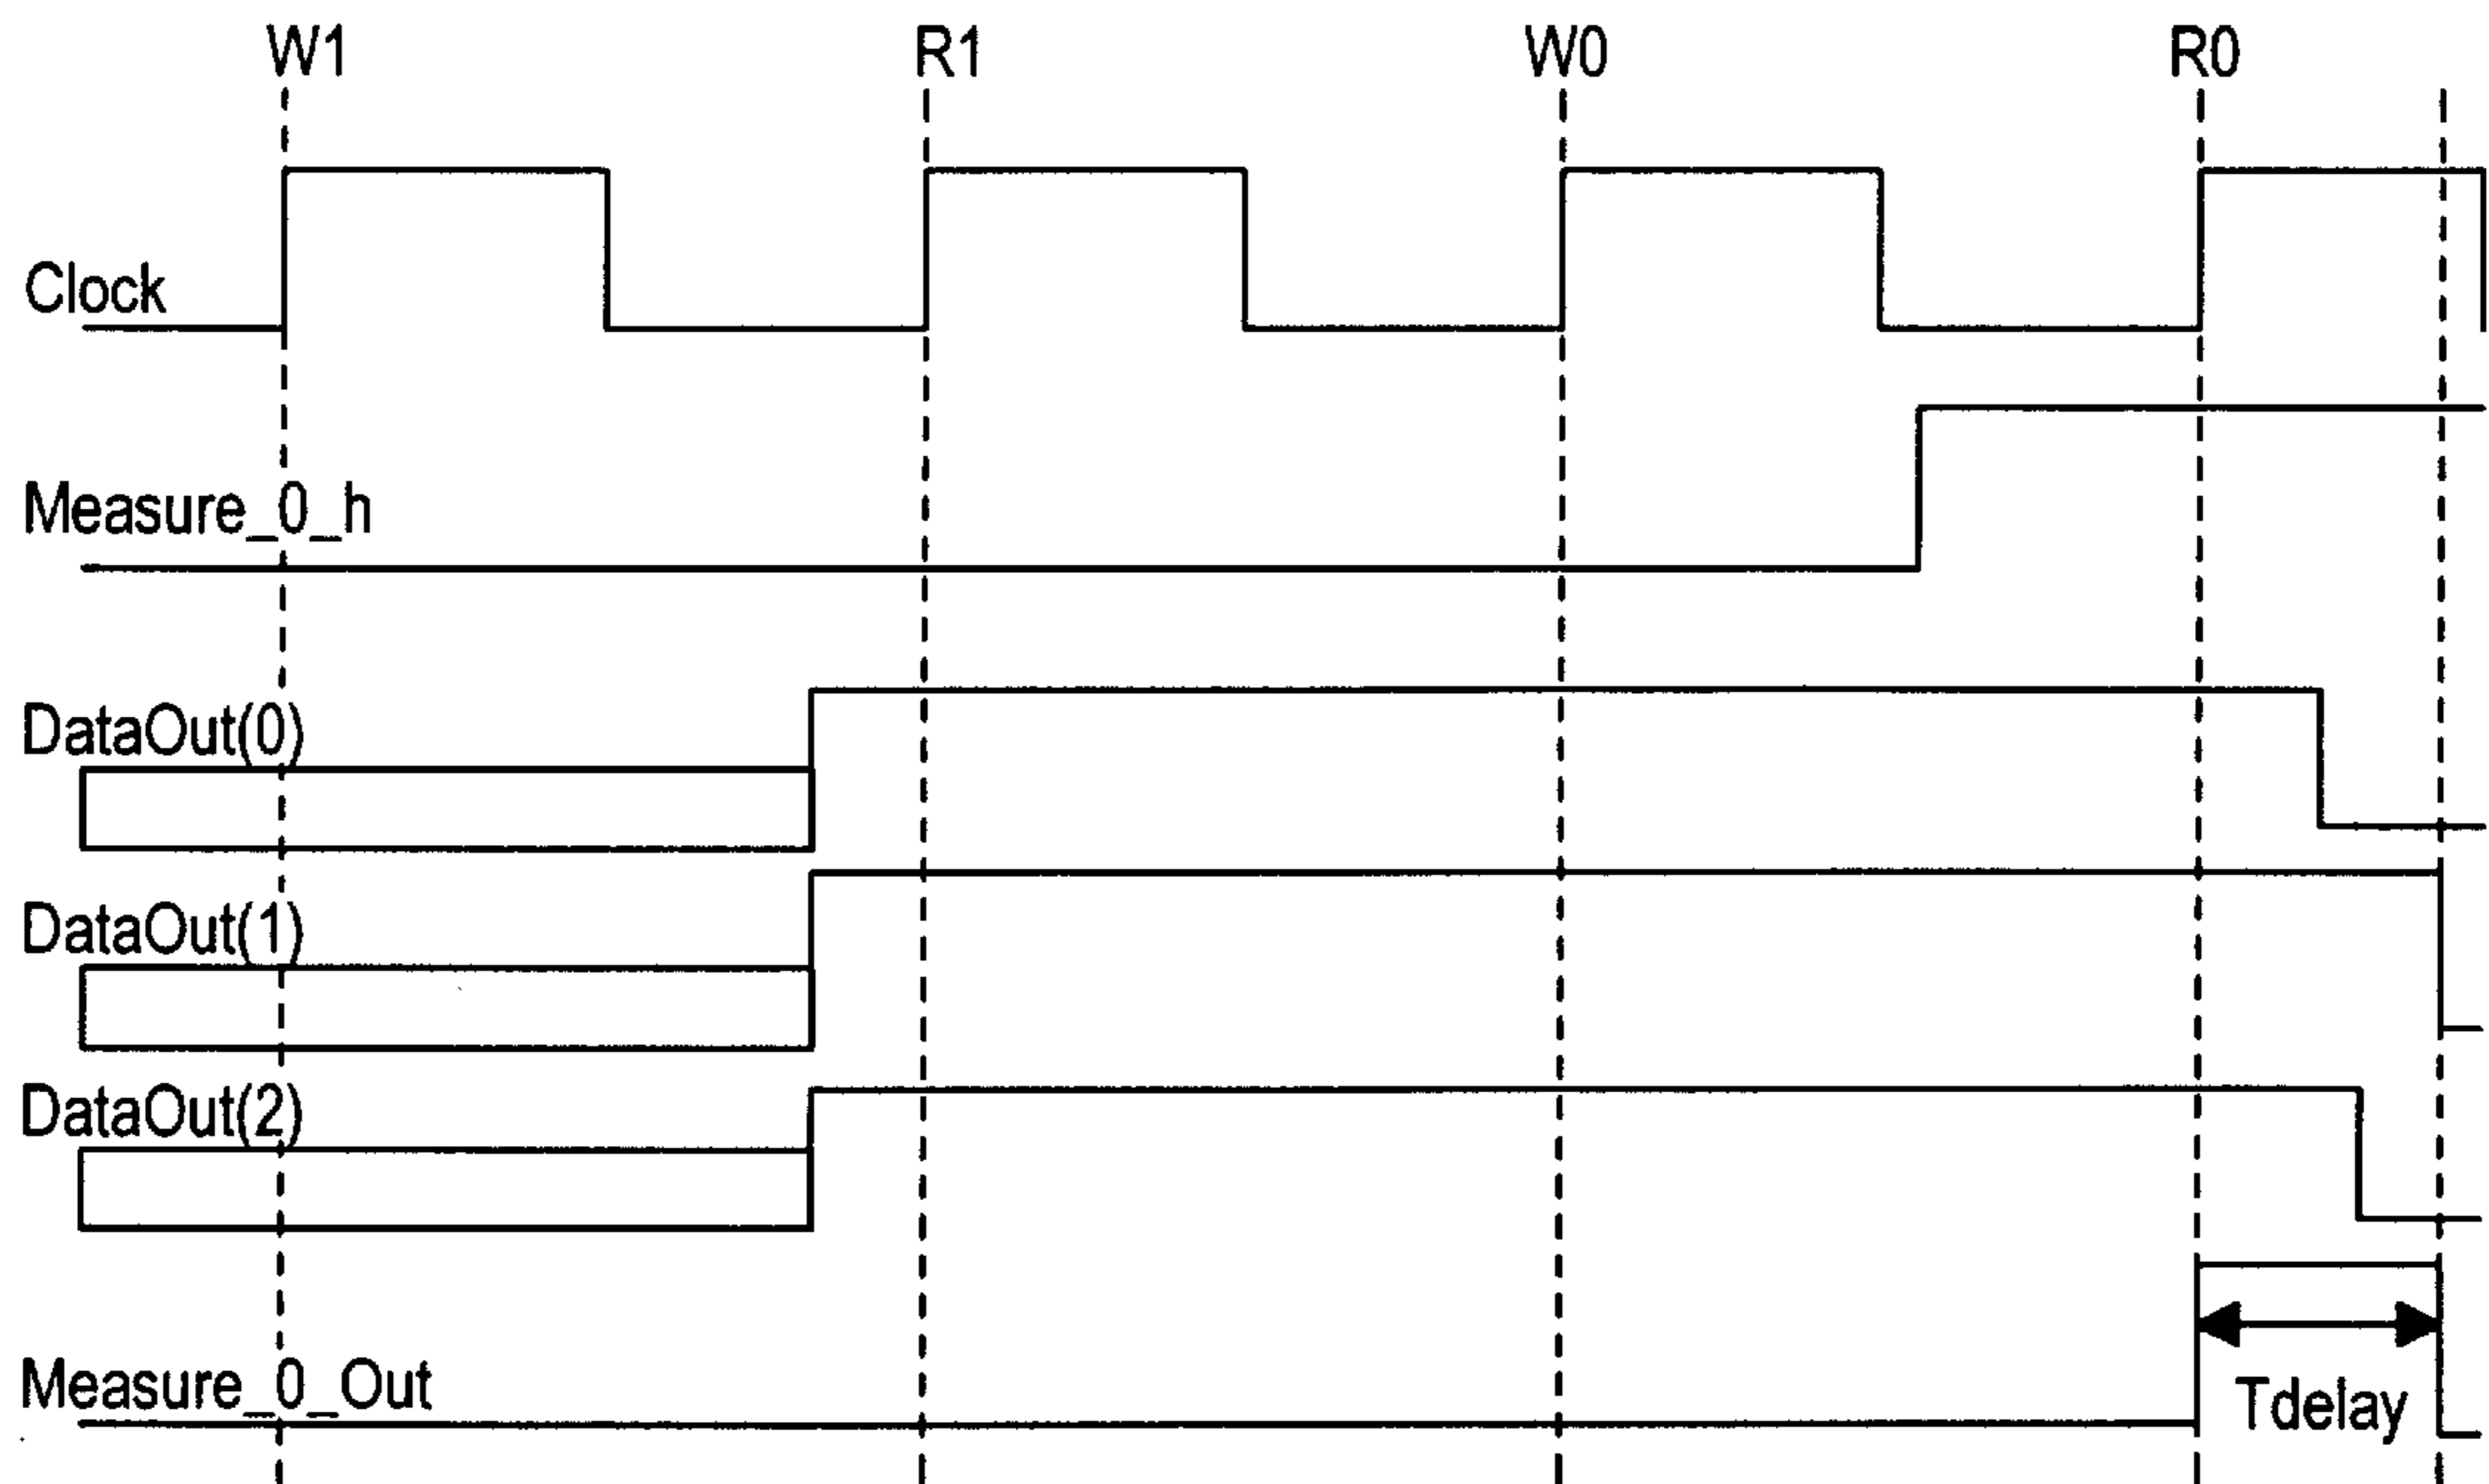 W1 R1 W0 R0
Clock
Measure_0_h
DataOut(0)
DataOut(1)
DataOut(2)
Measure_0_Out
Tdelay